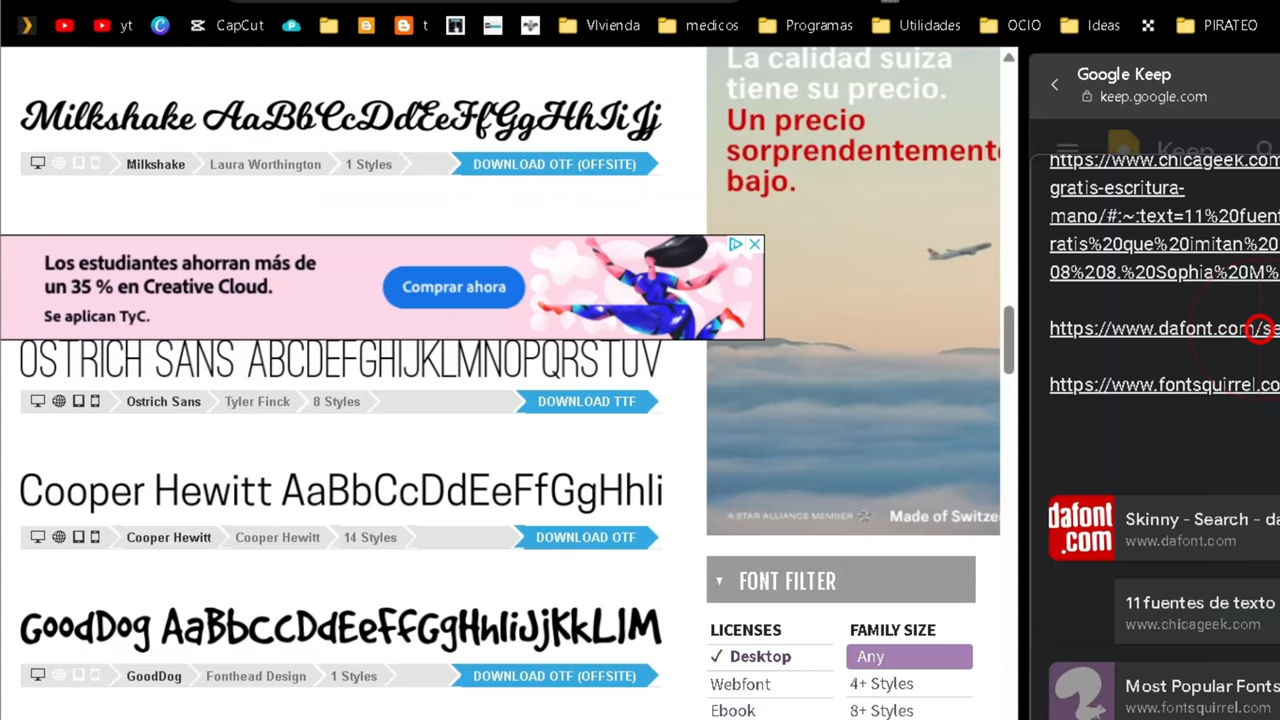 yt
CapCut
t
VIvienda
medicos
Programas
Utilidades
OCIO
Ideas
PIRATEO
Milkshake AaBbCcDdEeFfGgHhIiJj
Milkshake
Laura Worthington
1 Styles
DOWNLOAD OTF (OFFSITE)
Los estudiantes ahorran más de
un 35 % en Creative Cloud.
Se aplican TyC.
Comprar ahora
OSTRICH SANS ABCDEFGHIJKLMNOPQRSTUV
Ostrich Sans
Tyler Finck
8 Styles
DOWNLOAD TTF
Cooper Hewitt AaBbCcDdEeFfGgHhIi
Cooper Hewitt
Cooper Hewitt
14 Styles
DOWNLOAD OTF
GoodDog AaBbCcDdEeFfGgHhIiJjKkLlM
GoodDog
Fonthead Design
1 Styles
DOWNLOAD OTF (OFFSITE)
La calidad suiza
tiene su precio.
Un precio
sorprendentemente
bajo.
A STAR ALLIANCE MEMBER
Made of Switze
FONT FILTER
LICENSES
✓ Desktop
Webfont
Ebook
FAMILY SIZE
Any
4+ Styles
8+ Styles
Google Keep
keep.google.com
Keep
https://www.chicageek.com
gratis-escritura-
mano/#:~:text=11%20fuent
ratis%20que%20imitan%20
08%208.%20Sophia%20M%
https://www.dafont.com/se
https://www.fontsquirrel.co
dafont
.com
Skinny - Search - da
www.dafont.com
11 fuentes de texto
www.chicageek.com
Most Popular Fonts
www.fontsquirrel.com